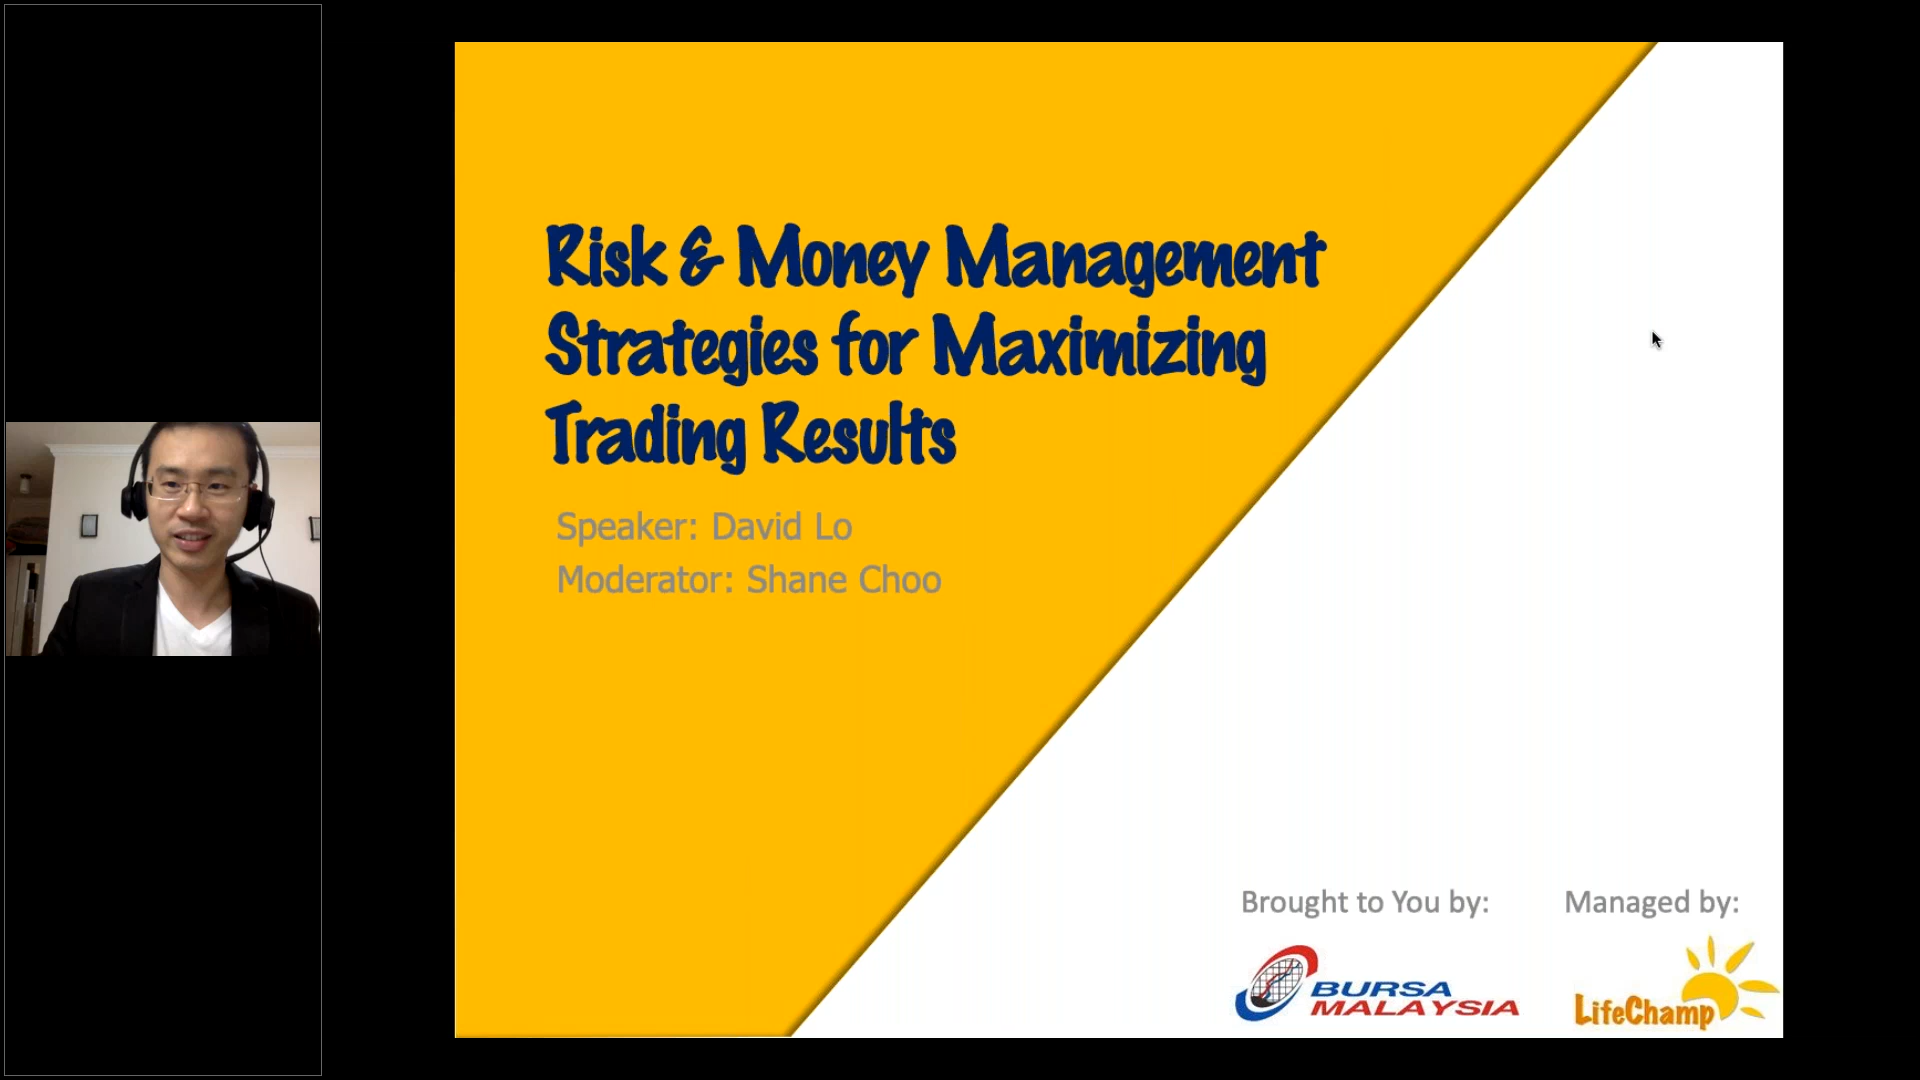 Risk & Money Management
Strategies for Maximizing
Trading Results
Speaker: David Lo
Moderator: Shane Choo
Brought to You by:
Managed by:
BURSA
MALAYSIA
LifeChamp